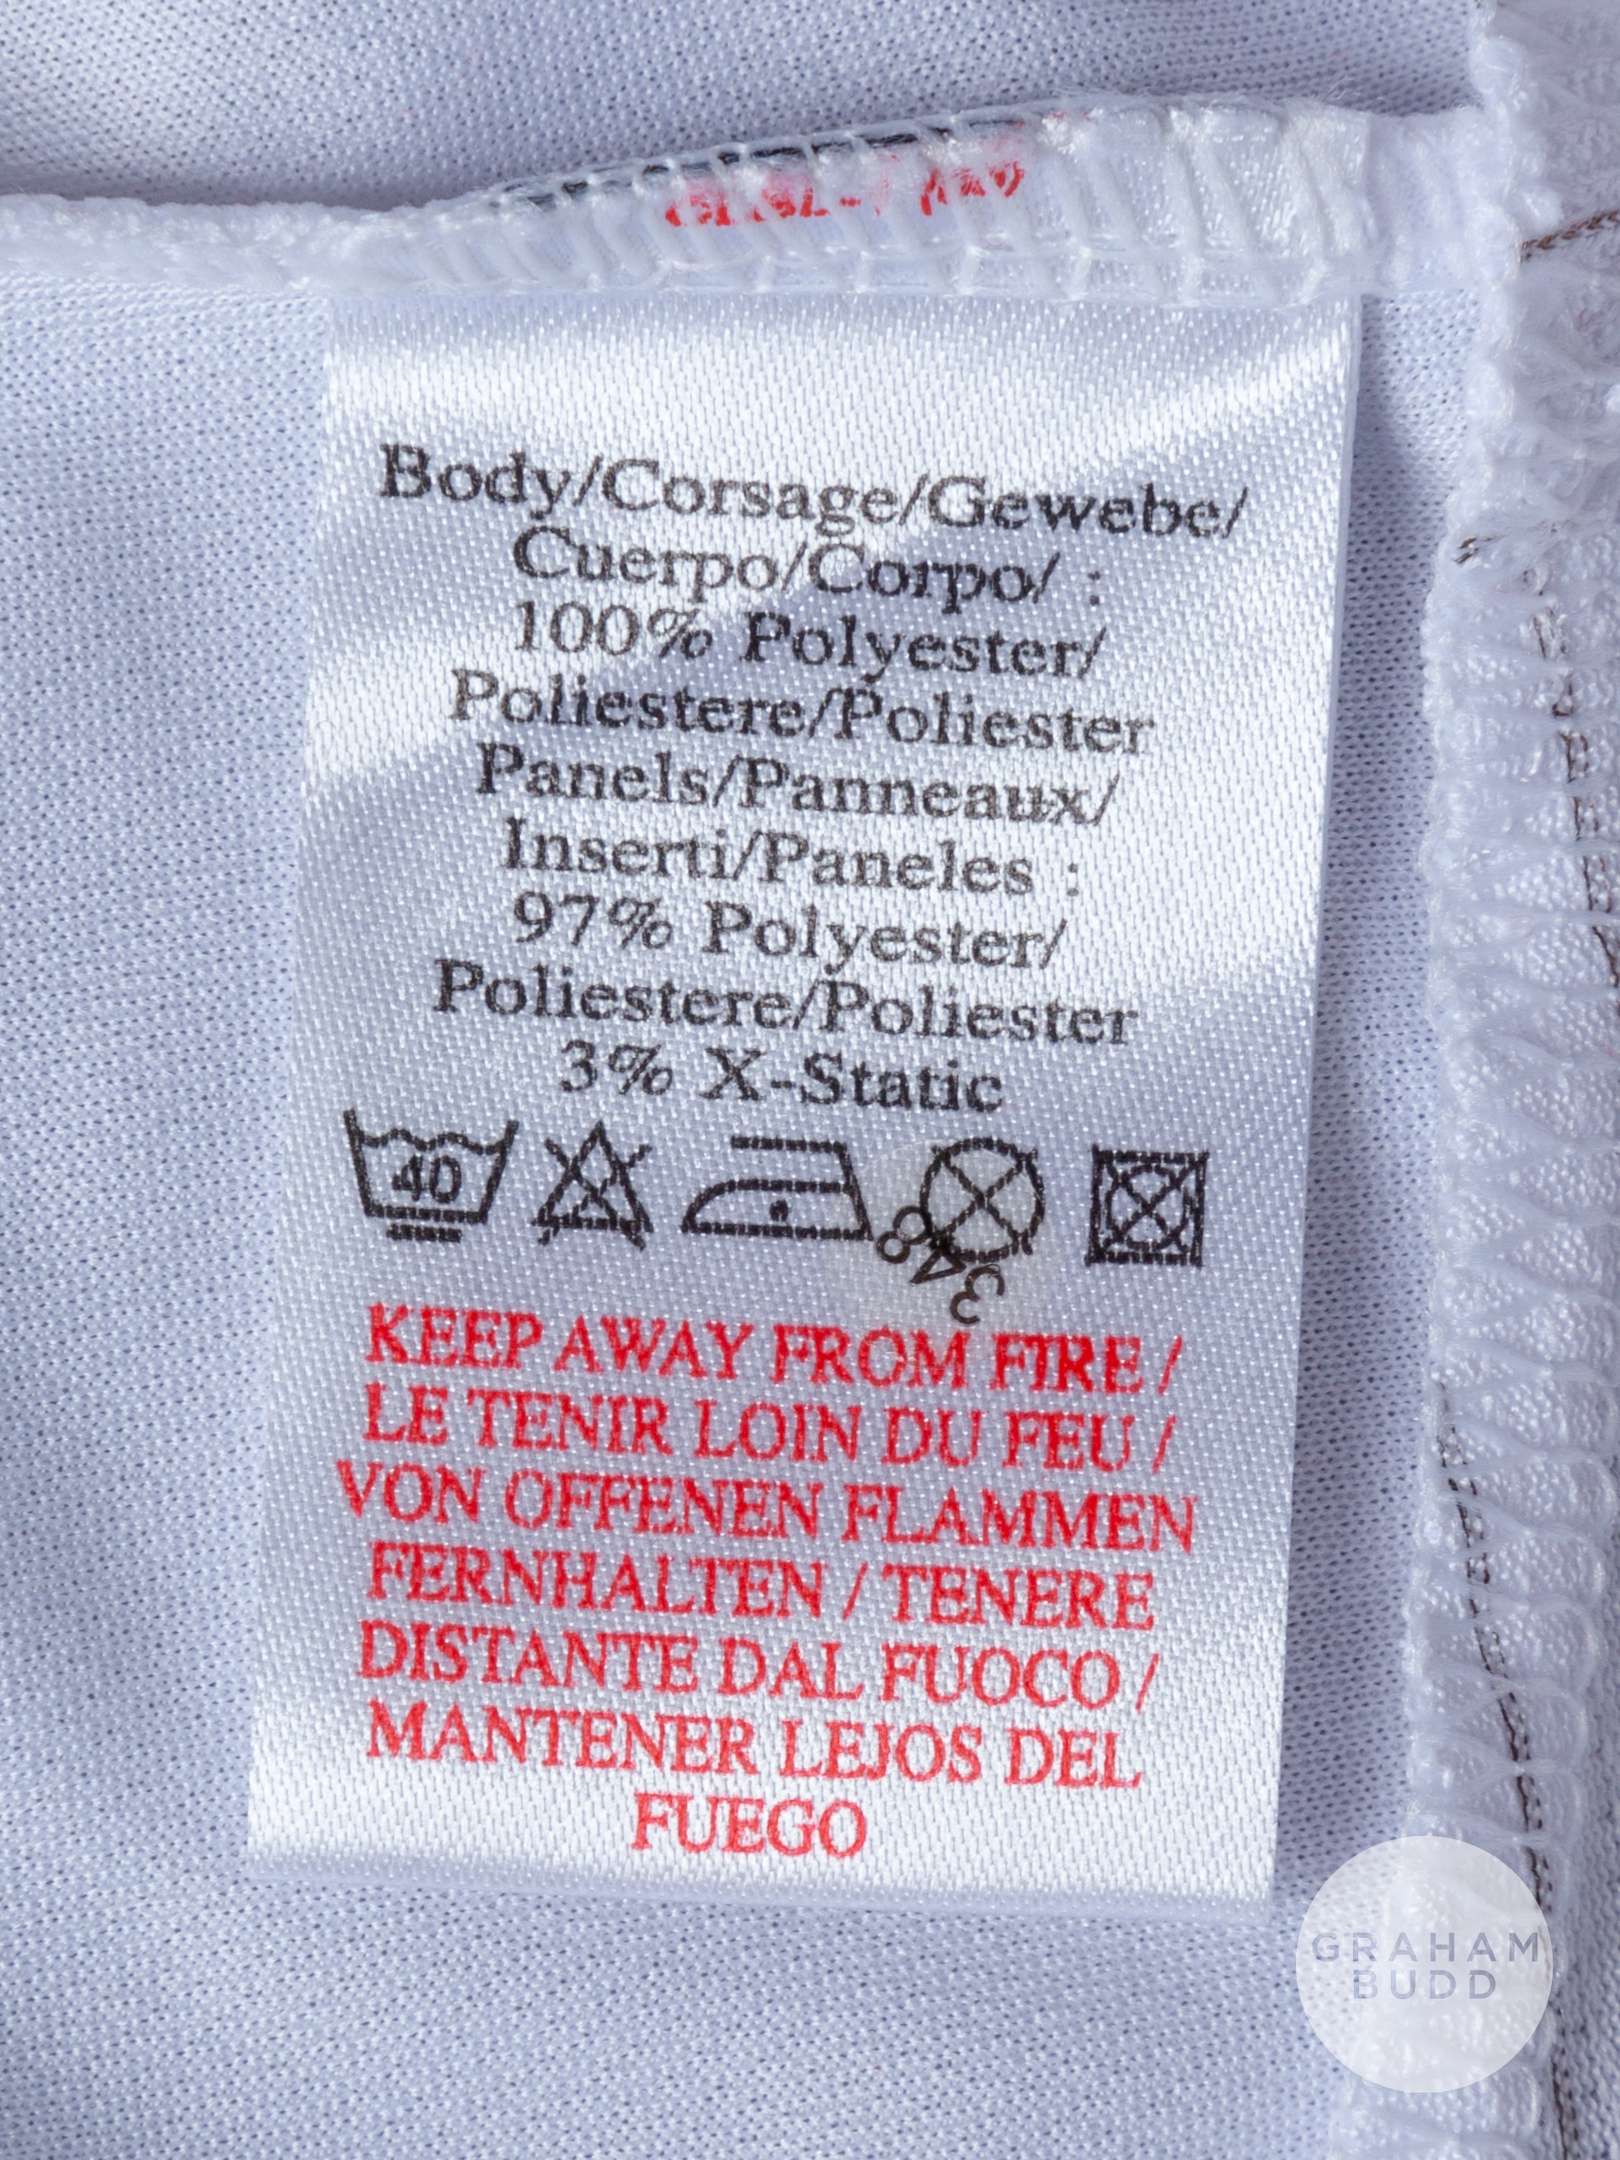 Body/Corsage/Gewebe/
Cuerpo/Corpo/ :
100% Polyester/
Poliestere/Poliester
Panels/Panneaux/
Inserti/Paneles :
97% Polyester/
Poliestere/Poliester
3% X-Static
40
348
KEEP AWAY FROM FIRE /
LE TENIR LOIN DU FEU /
VON OFFENEN FLAMMEN
FERNHALTEN / TENERE
DISTANTE DAL FUOCO /
MANTENER LEJOS DEL
FUEGO
GRAHAM
BUDD